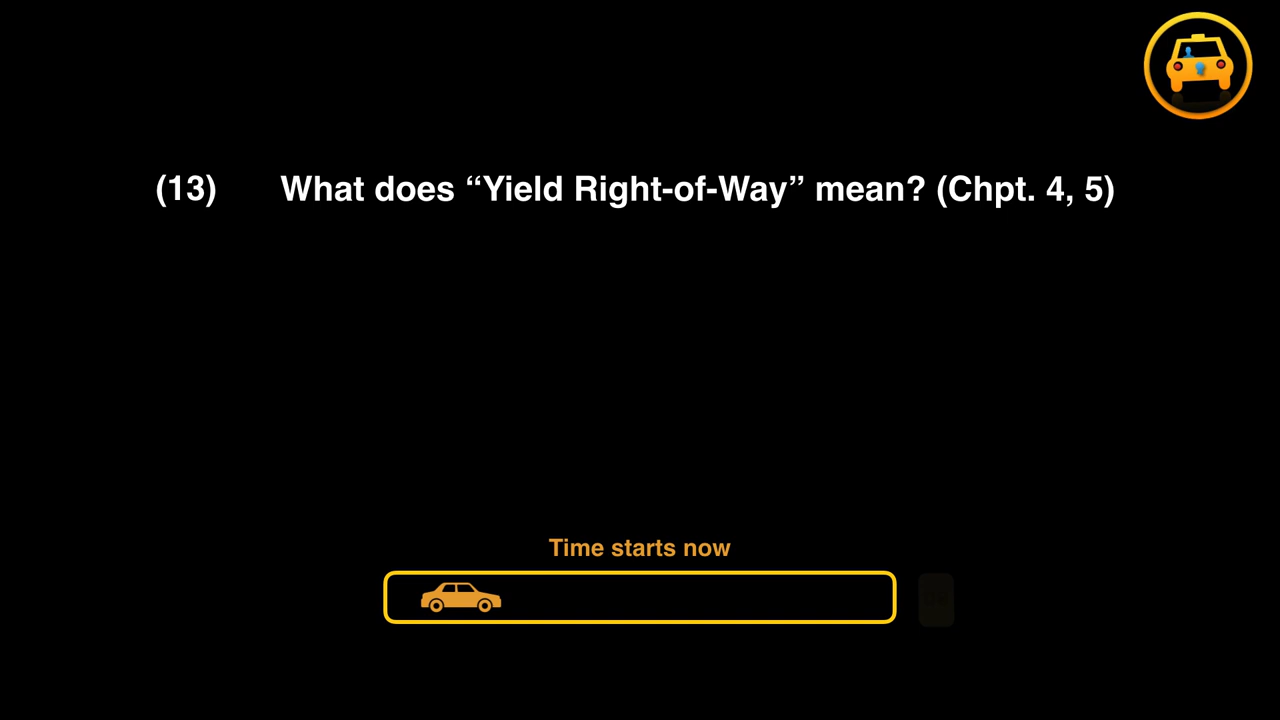 (13) What does “Yield Right-of-Way” mean? (Chpt. 4, 5)
Time starts now